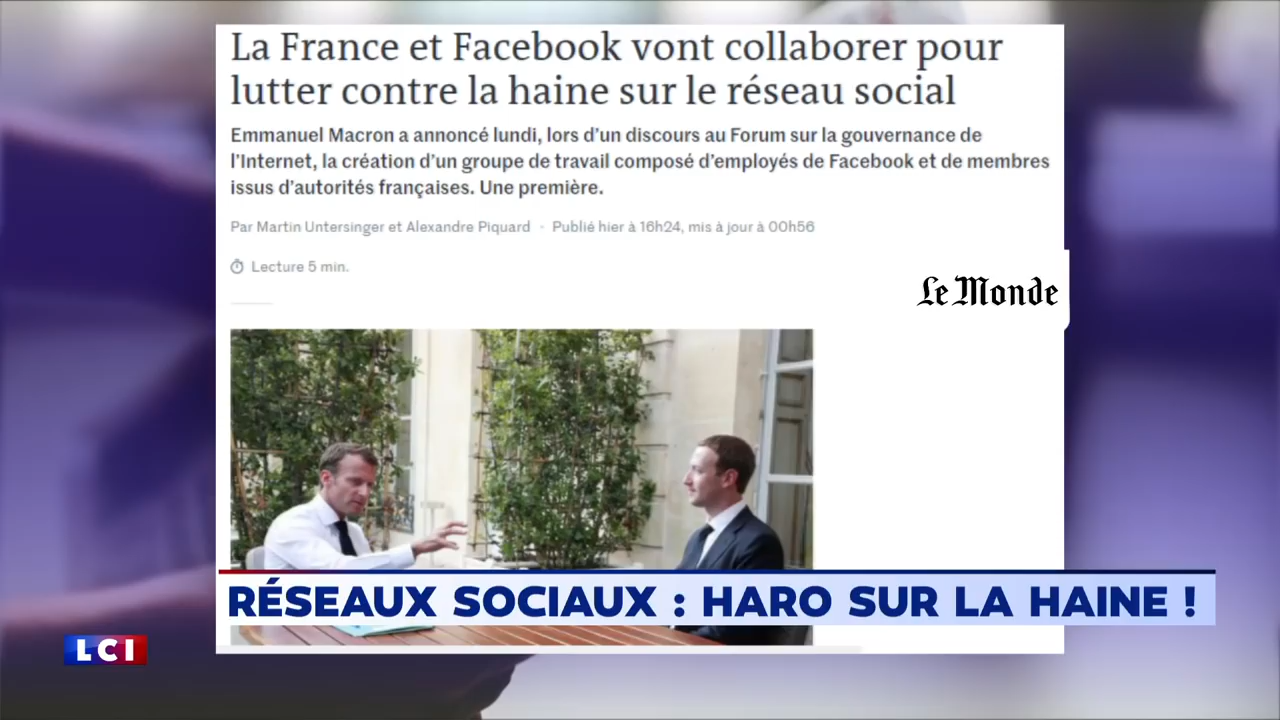 La France et Facebook vont collaborer pour
lutter contre la haine sur le réseau social
Emmanuel Macron a annoncé lundi, lors d'un discours au Forum sur la gouvernance de
l'Internet, la création d'un groupe de travail composé d'employés de Facebook et de membres
issus d'autorités françaises. Une première.
Par Martin Untersinger et Alexandre Piquard • Publié hier à 16h24, mis à jour à 00h56
Lecture 5 min.
Le Monde
RÉSEAUX SOCIAUX : HARO SUR LA HAINE !
LCI